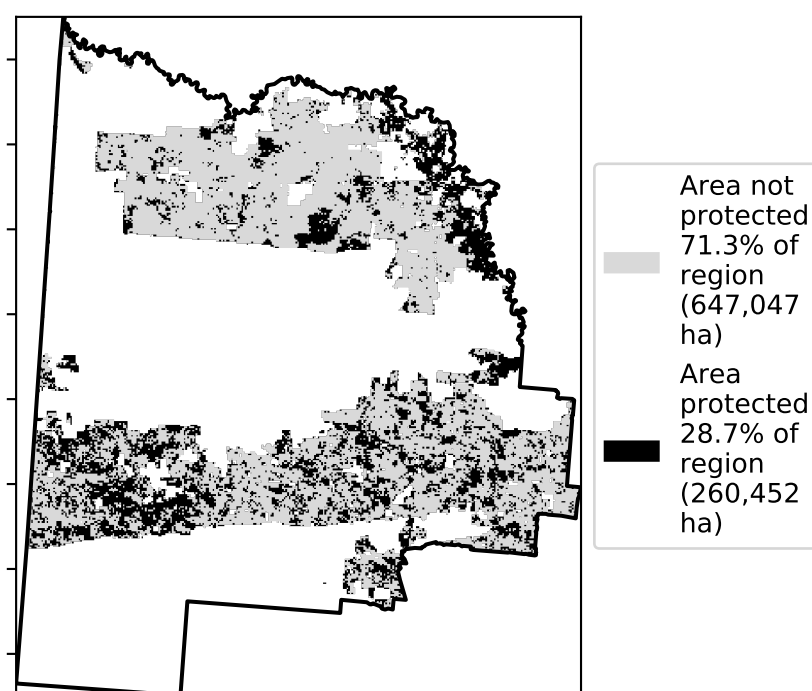 Area not
protected
71.3% of
region
(647,047
ha)
Area
protected
28.7% of
region
(260,452
ha)